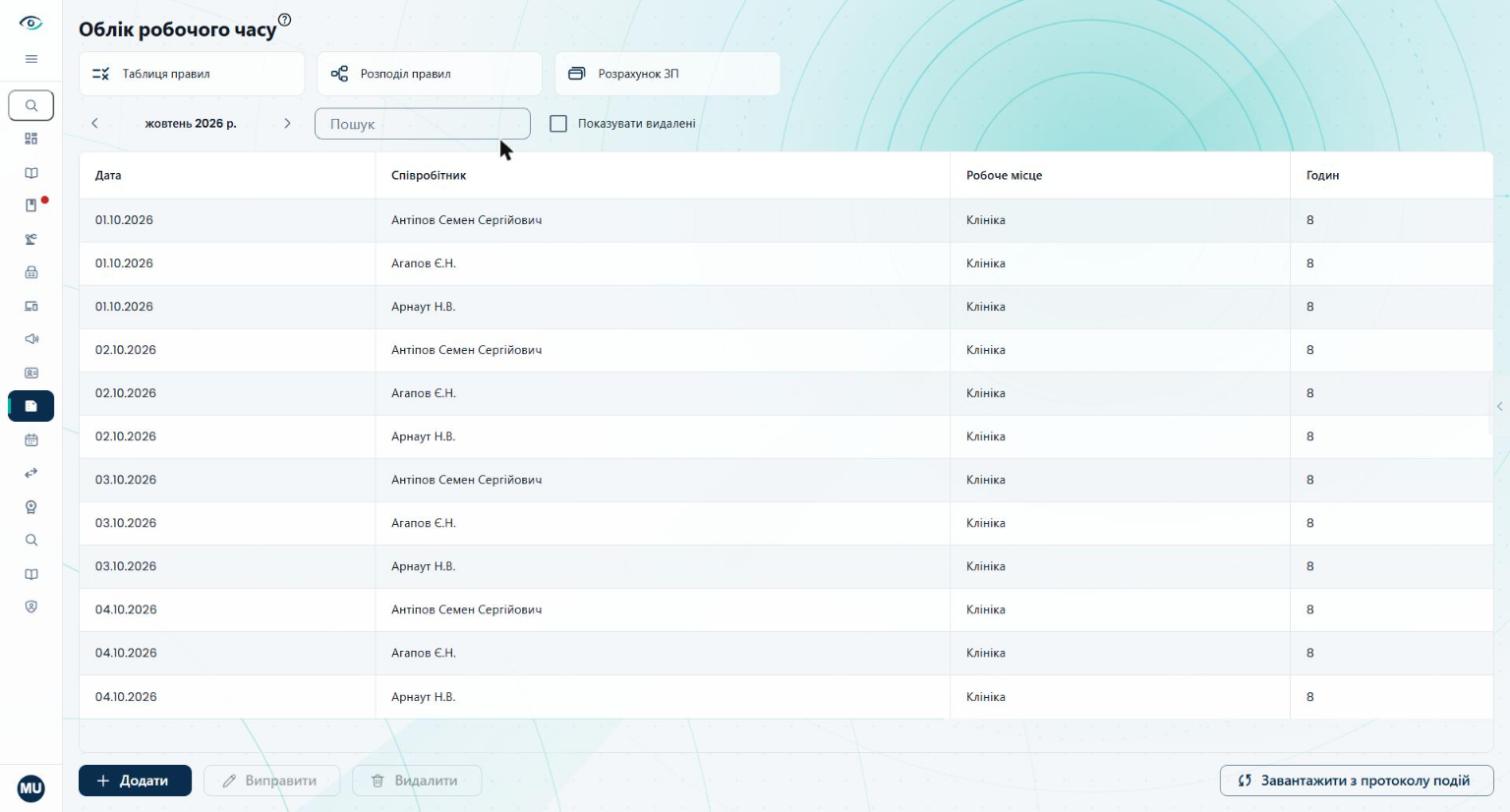 Облік робочого часу ?
Таблиця правил Розподіл правил Розрахунок ЗП
жовтень 2026 р. Пошук Показувати видалені
Дата Співробітник Робоче місце Годин
01.10.2026 Антіпов Семен Сергійович Клініка 8
01.10.2026 Агапов Є.Н. Клініка 8
01.10.2026 Арнаут Н.В. Клініка 8
02.10.2026 Антіпов Семен Сергійович Клініка 8
02.10.2026 Агапов Є.Н. Клініка 8
02.10.2026 Арнаут Н.В. Клініка 8
03.10.2026 Антіпов Семен Сергійович Клініка 8
03.10.2026 Агапов Є.Н. Клініка 8
03.10.2026 Арнаут Н.В. Клініка 8
04.10.2026 Антіпов Семен Сергійович Клініка 8
04.10.2026 Агапов Є.Н. Клініка 8
04.10.2026 Арнаут Н.В. Клініка 8
MU + Додати Виправити Видалити Завантажити з протоколу подій